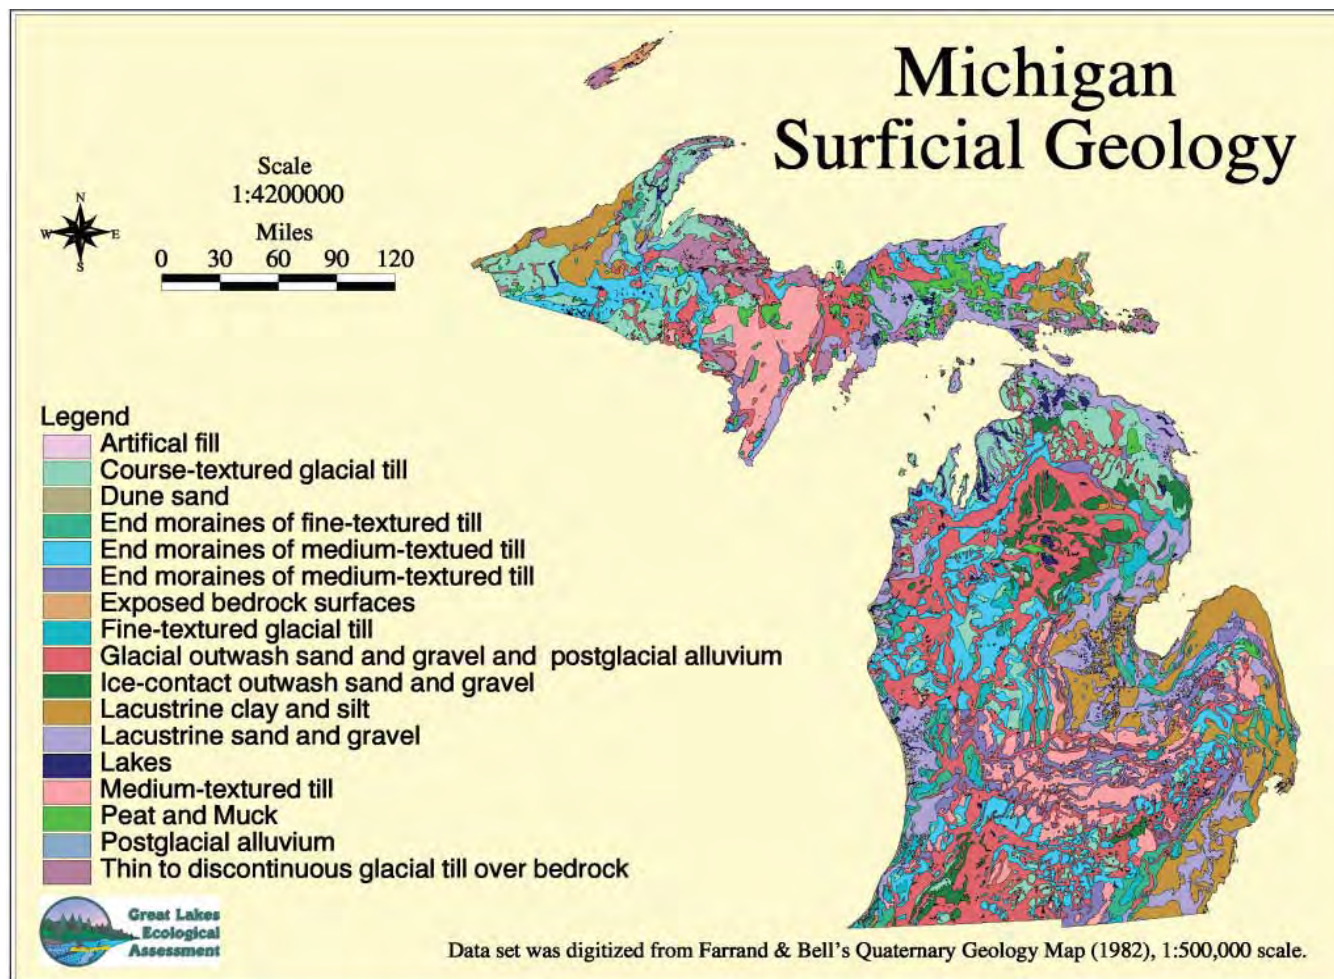 Michigan
Surficial Geology
Scale
1:4200000
Miles
0 30 60 90 120
N
W E
S
Legend
Artifical fill
Course-textured glacial till
Dune sand
End moraines of fine-textured till
End moraines of medium-textued till
End moraines of medium-textured till
Exposed bedrock surfaces
Fine-textured glacial till
Glacial outwash sand and gravel and postglacial alluvium
Ice-contact outwash sand and gravel
Lacustrine clay and silt
Lacustrine sand and gravel
Lakes
Medium-textured till
Peat and Muck
Postglacial alluvium
Thin to discontinuous glacial till over bedrock
Great Lakes
Ecological
Assessment
Data set was digitized from Farrand & Bell's Quaternary Geology Map (1982), 1:500,000 scale.